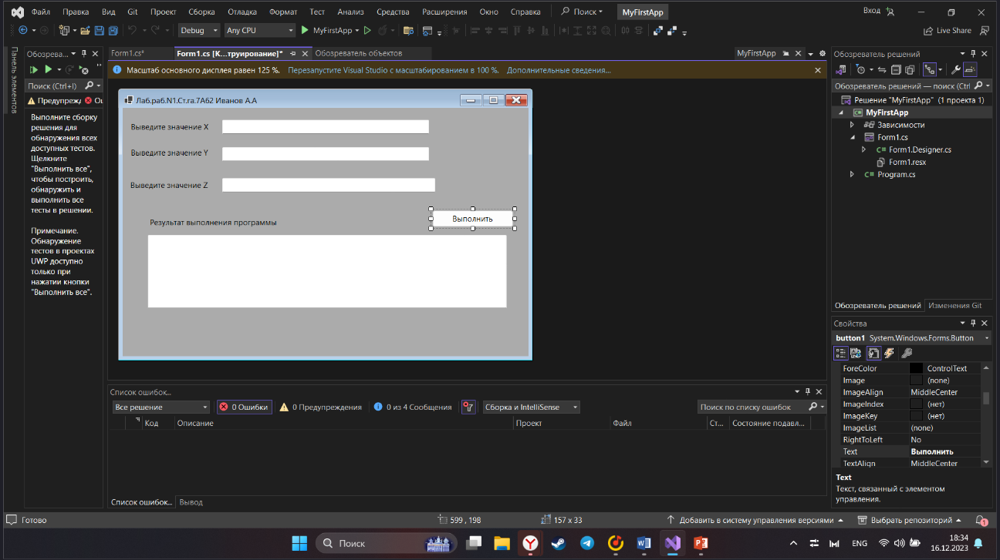 Файл Правка Вид Git Проект Сборка Отладка Формат Тест Анализ Средства Расширения Окно Справка Поиск MyFirstApp Вход
Debug Any CPU MyFirstApp Live Share
Панель элементов
Обозрева...
Поиск (Ctrl+I)
Предупреж
Выполните сборку
решения для
обнаружения всех
доступных тестов.
Щелкните
"Выполнить все",
чтобы построить,
обнаружить и
выполнить все
тесты в решении.
Примечание.
Обнаружение
тестов в проектах
UWP доступно
только при
нажатии кнопки
"Выполнить все".
Form1.cs* Form1.cs [К...труирование]* Обозреватель объектов MyFirstApp
Масштаб основного дисплея равен 125 %. Перезапустите Visual Studio с масштабированием в 100 %. Дополнительные сведения...
Лаб.раб.N1.Ст.га.7А62 Иванов А.А
Выведите значение X
Выведите значение Y
Выведите значение Z
Выполнить
Результат выполнения программы
Список ошибок...
Все решение 0 Ошибки 0 Предупреждения 0 из 4 Сообщения Сборка и IntelliSense Поиск по списку ошибок
Код Описание Проект Файл Ст... Состояние подавл...
Список ошибок... Вывод
Обозреватель решений
Обозреватель решений — поиск (Ctrl
Решение "MyFirstApp" (1 проекта 1)
MyFirstApp
Зависимости
Form1.cs
C# Form1.Designer.cs
Form1.resx
C# Program.cs
Обозреватель решений Изменения Git
Свойства
button1 System.Windows.Forms.Button
ForeColor ControlText
Image (none)
ImageAlign MiddleCenter
ImageIndex (нет)
ImageKey (нет)
ImageList (none)
RightToLeft No
Text Выполнить
TextAlign MiddleCenter
Text
Текст, связанный с элементом
управления.
Готово 599 , 198 157 x 33 Добавить в систему управления версиями Выбрать репозиторий 1
Поиск ENG 18:34
16.12.2023